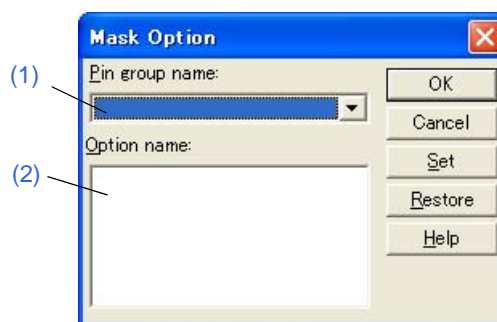 Mask Option
(1)
Pin group name:
OK
Cancel
Option name:
(2)
Set
Restore
Help